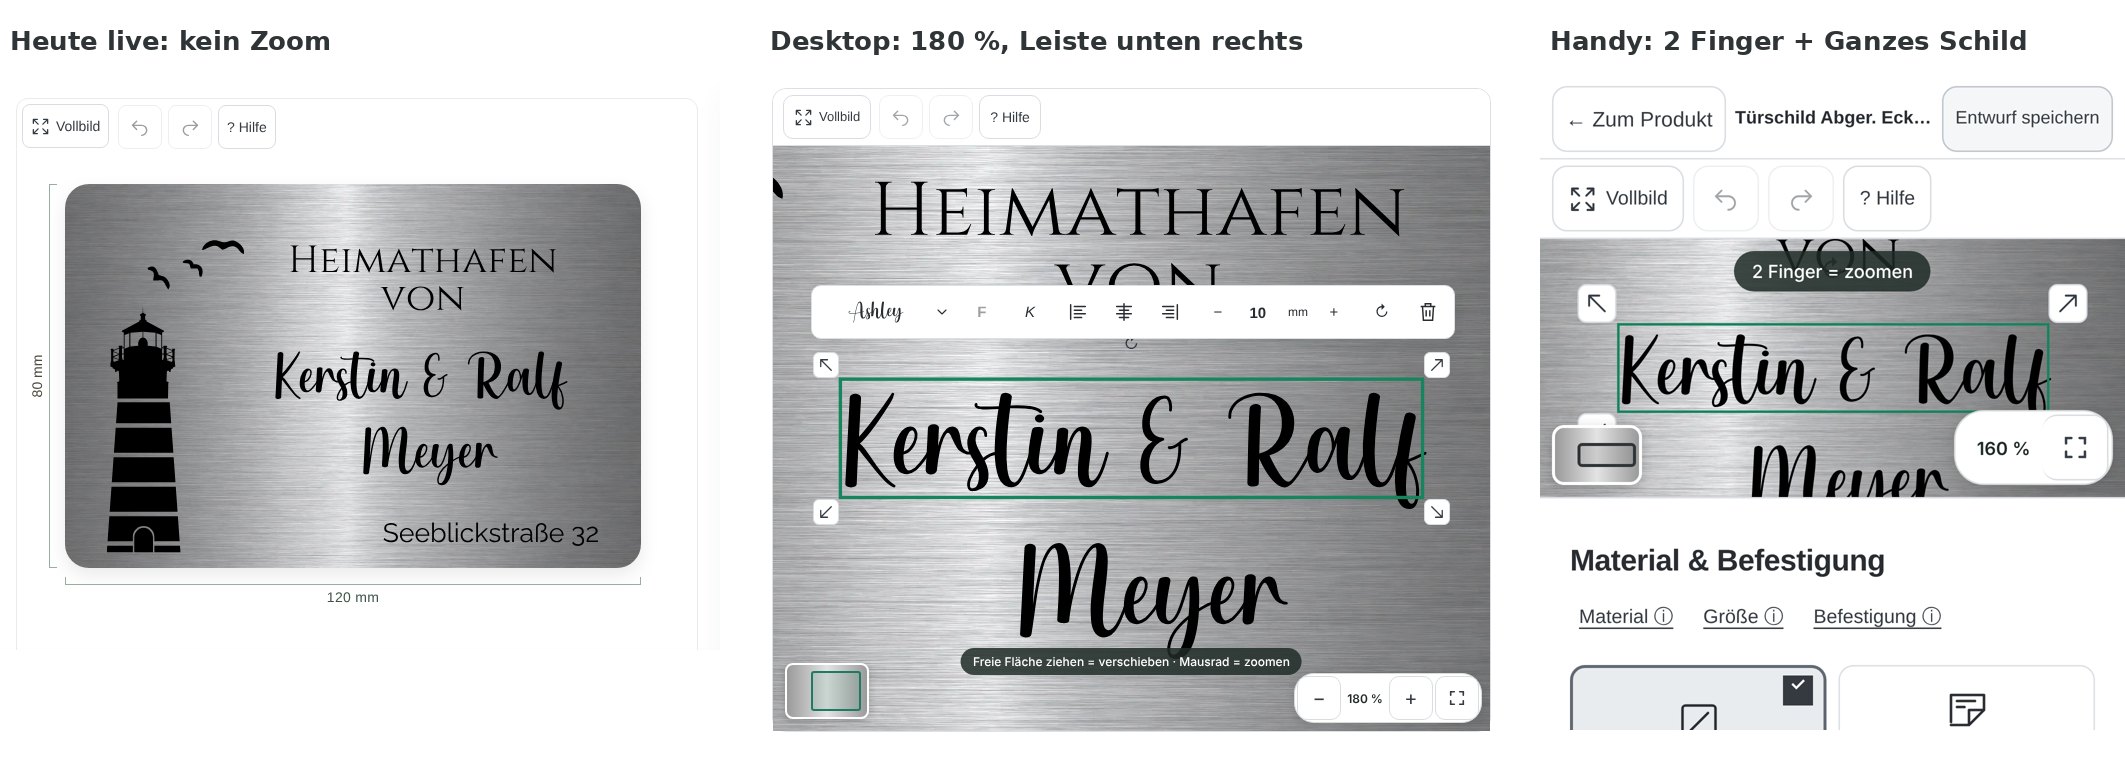 Heute live: kein Zoom
Vollbild
? Hilfe
80 mm
HEIMATHAFEN
VON
Kerstin & Ralf
Meyer
Seeblickstraße 32
120 mm
Desktop: 180 %, Leiste unten rechts
Vollbild
? Hilfe
HEIMATHAFEN
VON
Ashley
F
K
− 10 mm +
Kerstin & Ralf
Meyer
Freie Fläche ziehen = verschieben · Mausrad = zoomen
− 180 % +
Handy: 2 Finger + Ganzes Schild
← Zum Produkt
Türschild Abger. Eck...
Entwurf speichern
Vollbild
? Hilfe
VON
2 Finger = zoomen
Kerstin & Ralf
Meyer
160 %
Material & Befestigung
Material ⓘ
Größe ⓘ
Befestigung ⓘ